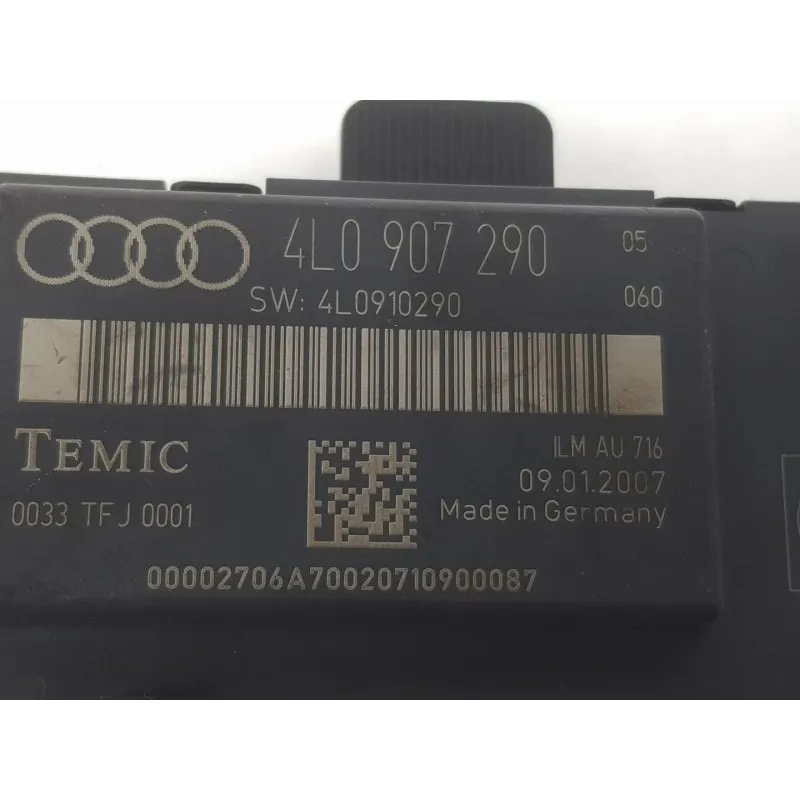 4L0 907 290 05
SW: 4L0910290 060
TEMIC
ILM AU 716
09.01.2007
0033 TFJ 0001
Made in Germany
00002706A70020710900087